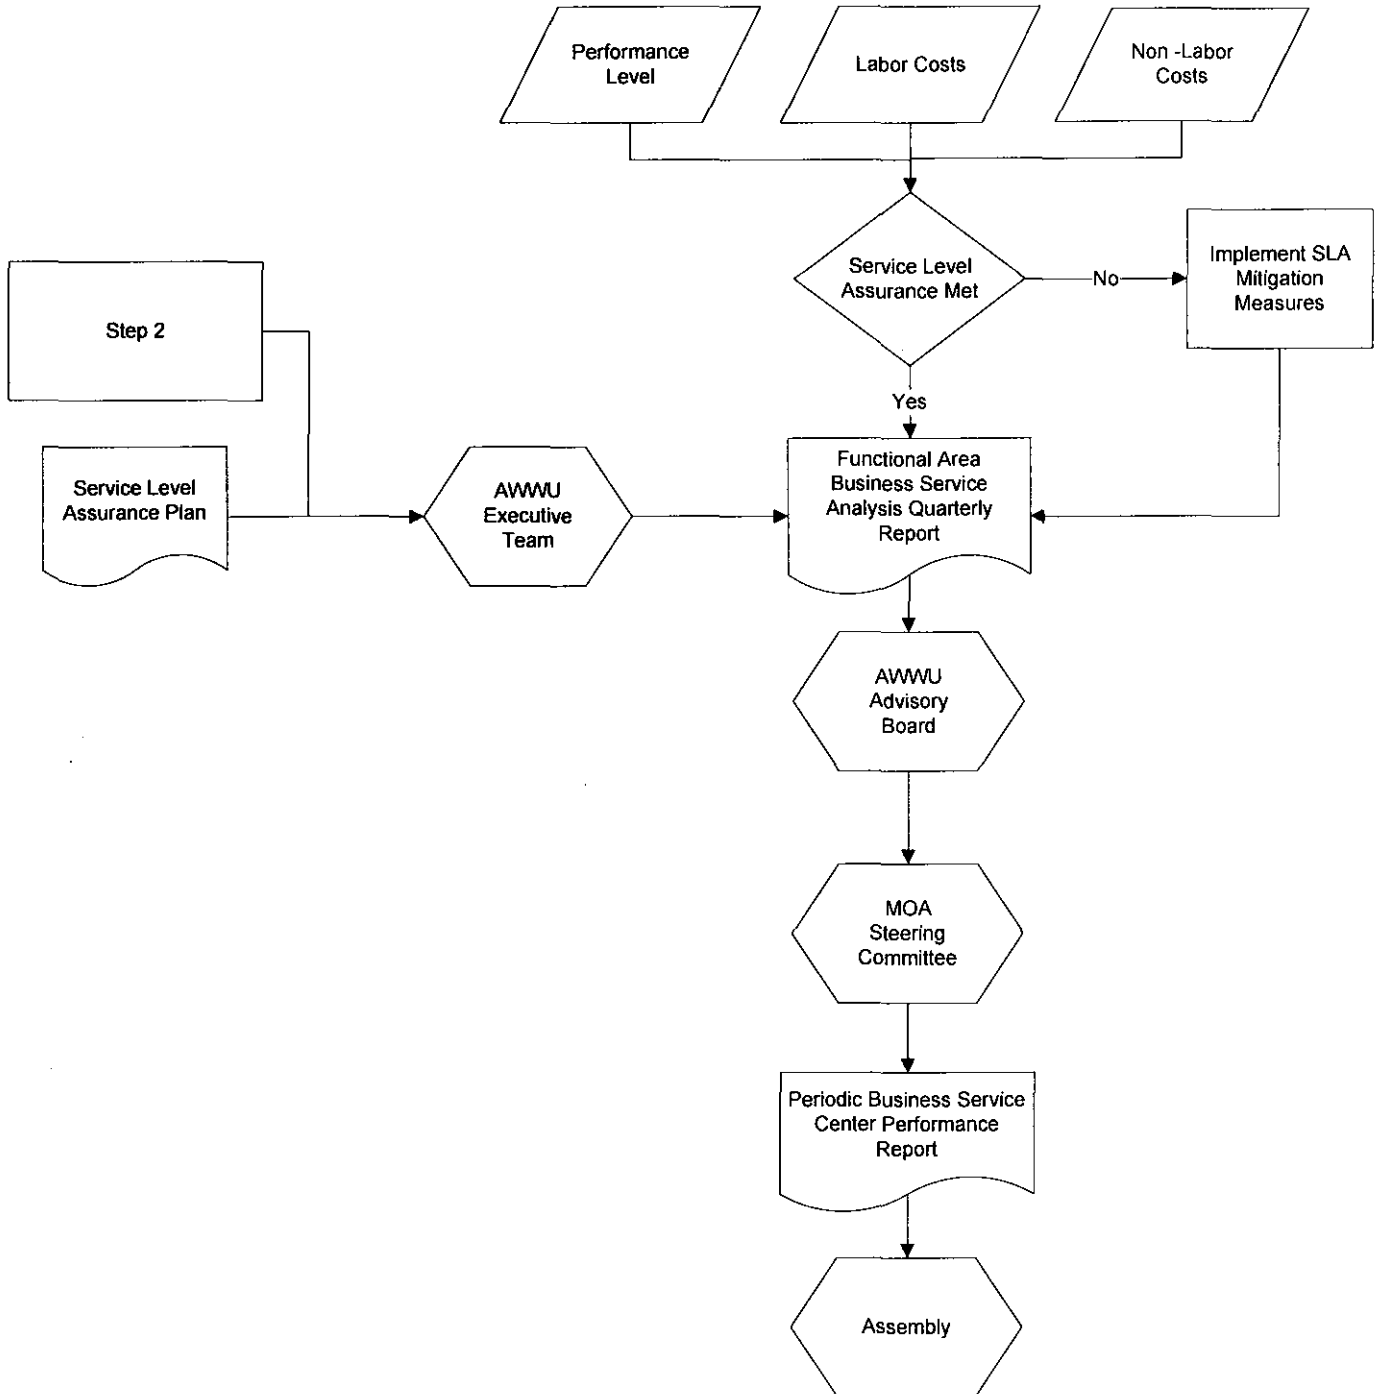 Performance
Level
Labor Costs
Non -Labor
Costs
Service Level
Assurance Met
No
Implement SLA
Mitigation
Measures
Step 2
Yes
Service Level
Assurance Plan
AWWU
Executive
Team
Functional Area
Business Service
Analysis Quarterly
Report
AWWU
Advisory
Board
MOA
Steering
Committee
Periodic Business Service
Center Performance
Report
Assembly